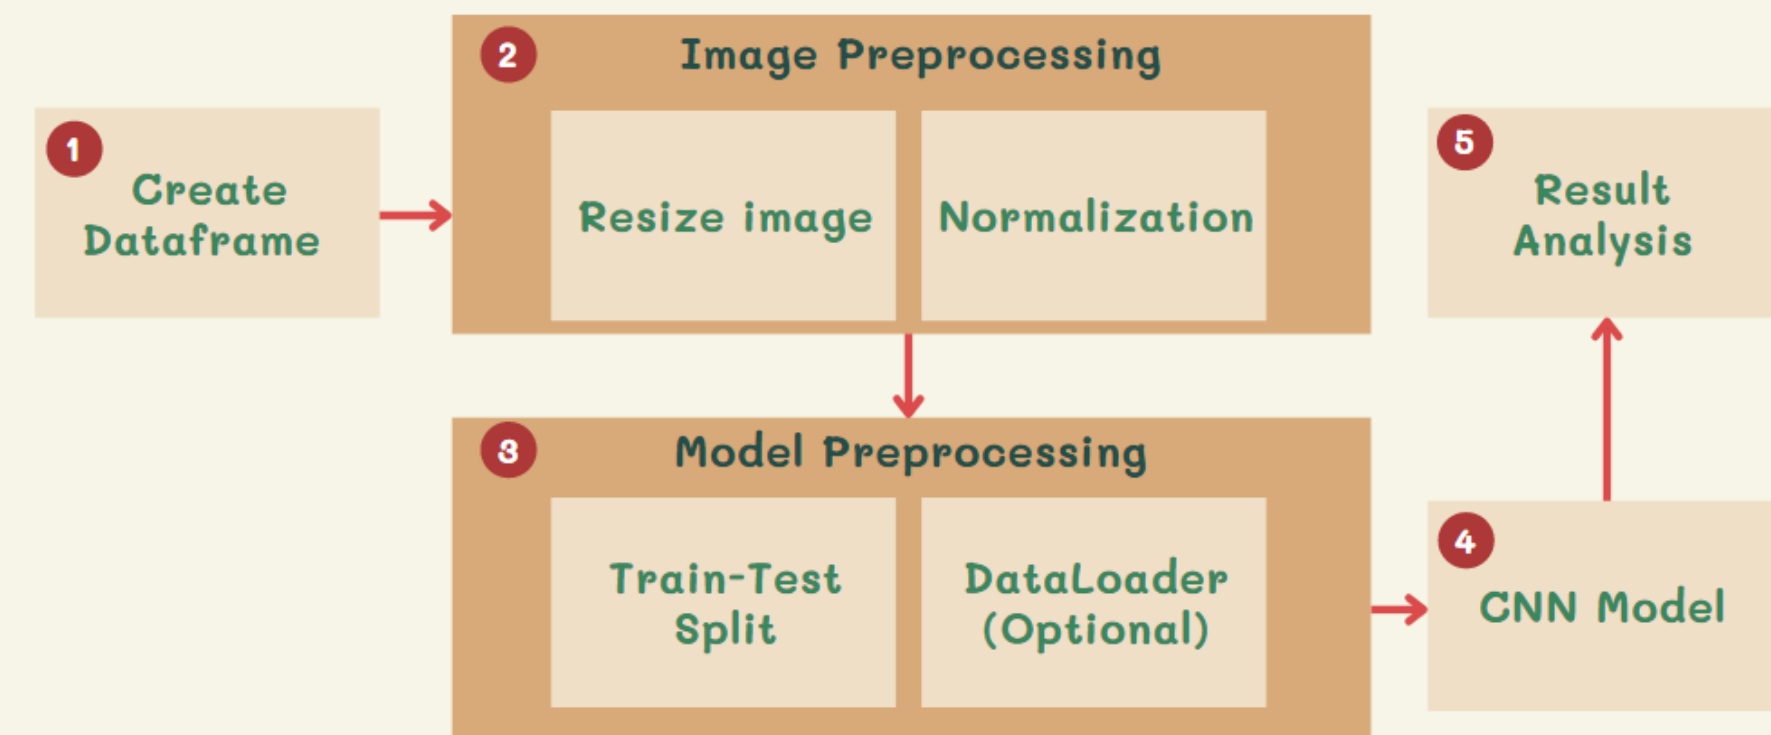 1
Create
Dataframe
2
Image Preprocessing
Resize image
Normalization
3
Model Preprocessing
Train-Test
Split
DataLoader
(Optional)
4
CNN Model
5
Result
Analysis